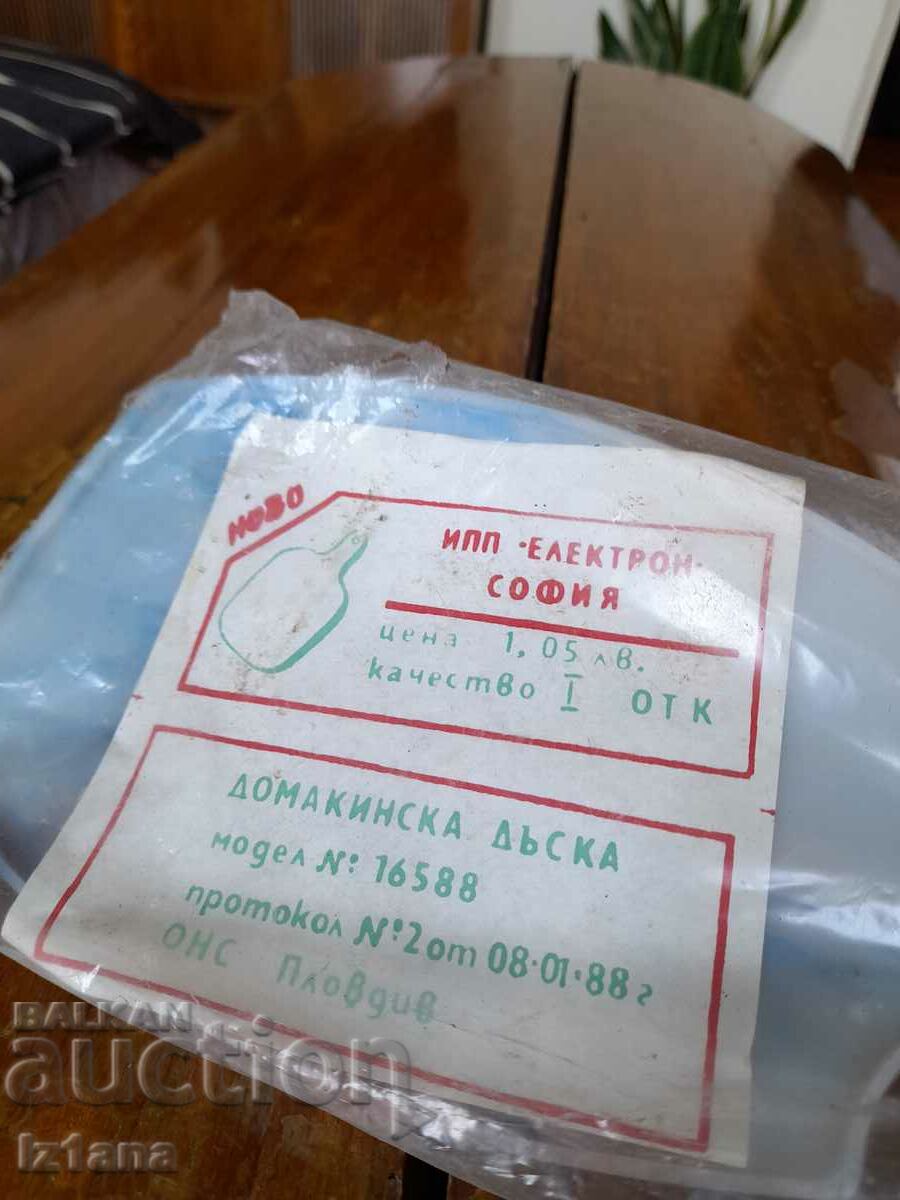 НОВО
ИПП •ЕЛЕКТРОН•
СОФИЯ
цена 1,05 лв.
качество I ОТК
ДОМАКИНСКА ДЪСКА
модел №: 16588
протокол №:2 от 08·01·88г
ОНС Пловдив
BALKAN
auction
Iz1ana